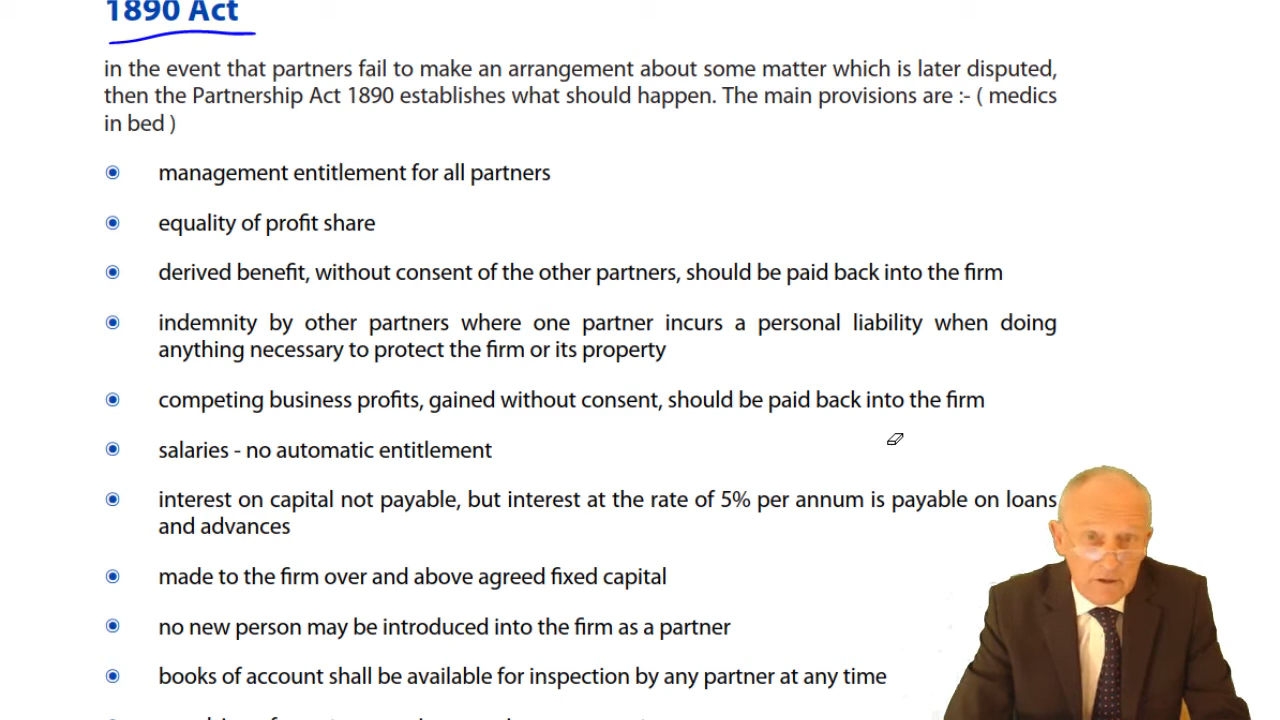 1890 Act
in the event that partners fail to make an arrangement about some matter which is later disputed,
then the Partnership Act 1890 establishes what should happen. The main provisions are :- ( medics
in bed )
management entitlement for all partners
equality of profit share
derived benefit, without consent of the other partners, should be paid back into the firm
indemnity by other partners where one partner incurs a personal liability when doing
anything necessary to protect the firm or its property
competing business profits, gained without consent, should be paid back into the firm
salaries - no automatic entitlement
interest on capital not payable, but interest at the rate of 5% per annum is payable on loans
and advances
made to the firm over and above agreed fixed capital
no new person may be introduced into the firm as a partner
books of account shall be available for inspection by any partner at any time